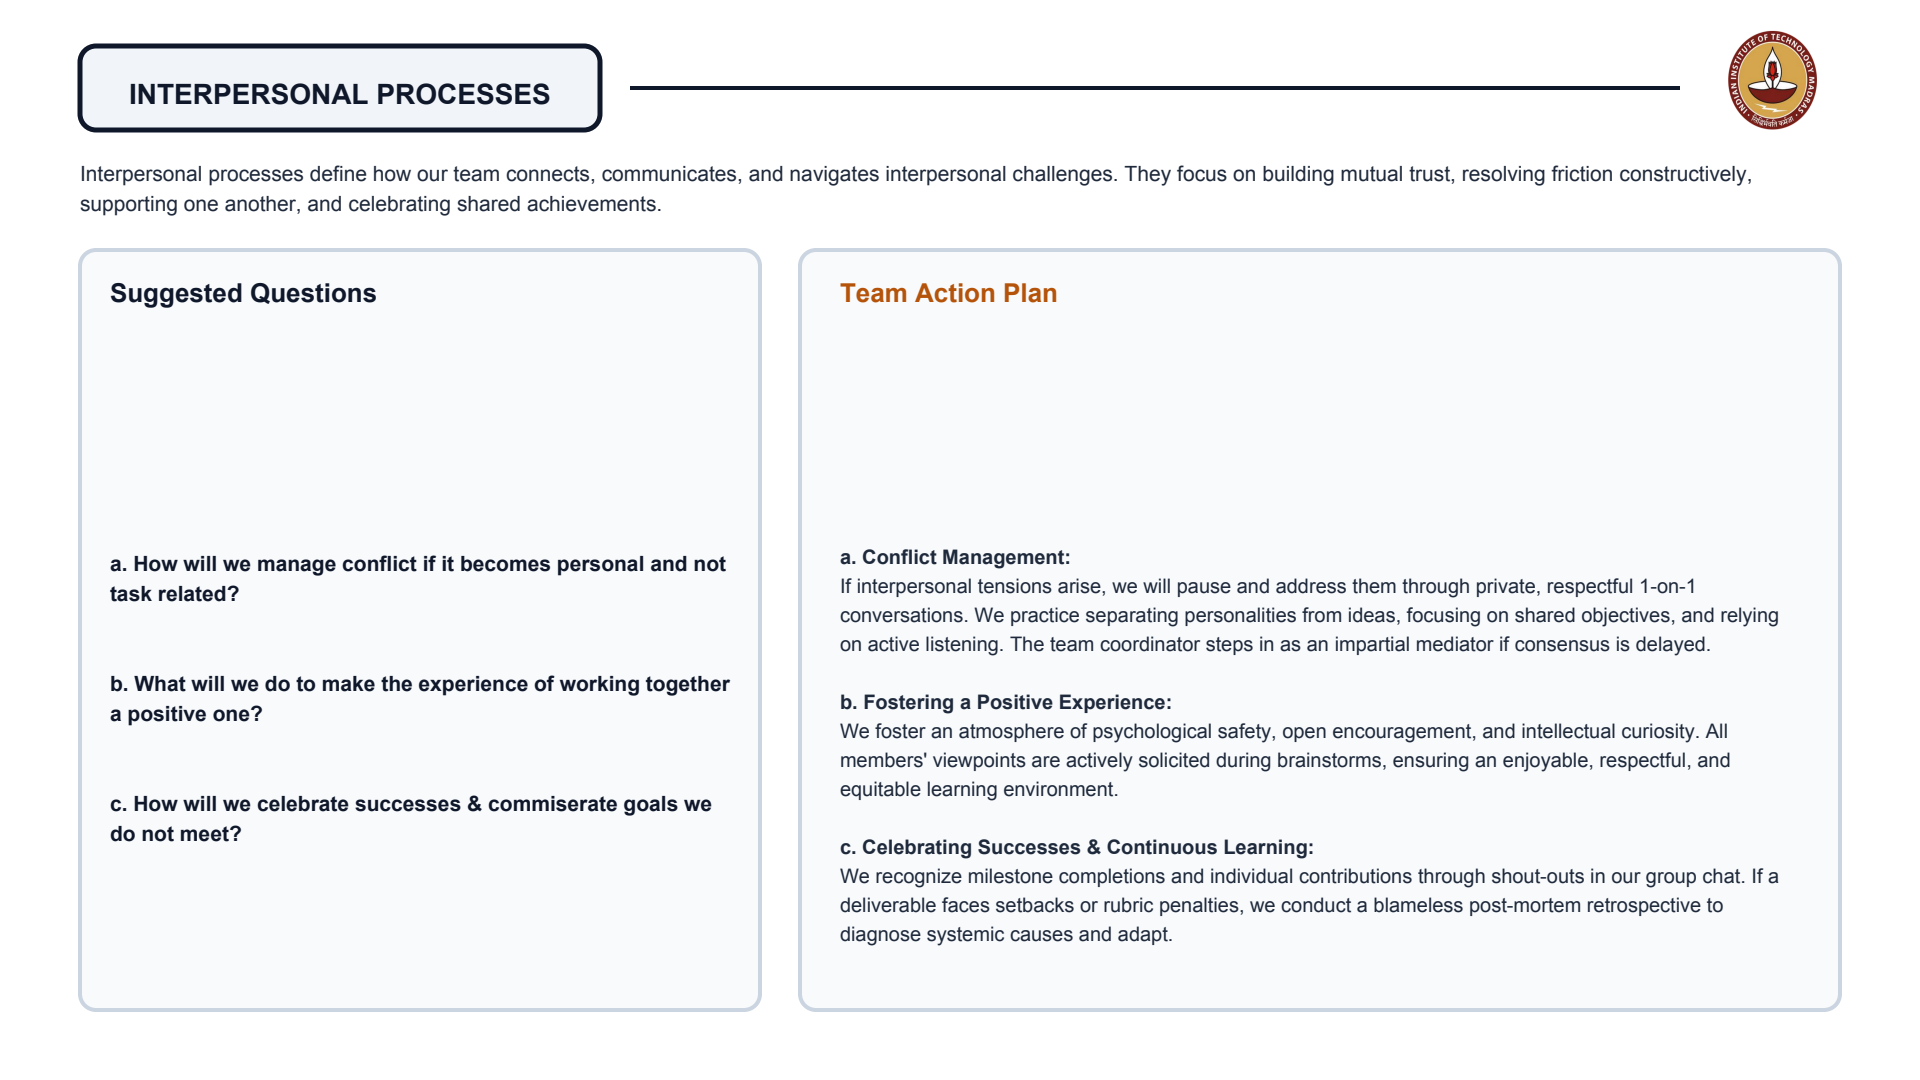 INTERPERSONAL PROCESSES
INDIAN INSTITUTE OF TECHNOLOGY MADRAS
सिद्धिर्भवति कर्मजा
Interpersonal processes define how our team connects, communicates, and navigates interpersonal challenges. They focus on building mutual trust, resolving friction constructively,
supporting one another, and celebrating shared achievements.
Suggested Questions
a. How will we manage conflict if it becomes personal and not
task related?
b. What will we do to make the experience of working together
a positive one?
c. How will we celebrate successes & commiserate goals we
do not meet?
Team Action Plan
a. Conflict Management:
If interpersonal tensions arise, we will pause and address them through private, respectful 1-on-1
conversations. We practice separating personalities from ideas, focusing on shared objectives, and relying
on active listening. The team coordinator steps in as an impartial mediator if consensus is delayed.
b. Fostering a Positive Experience:
We foster an atmosphere of psychological safety, open encouragement, and intellectual curiosity. All
members' viewpoints are actively solicited during brainstorms, ensuring an enjoyable, respectful, and
equitable learning environment.
c. Celebrating Successes & Continuous Learning:
We recognize milestone completions and individual contributions through shout-outs in our group chat. If a
deliverable faces setbacks or rubric penalties, we conduct a blameless post-mortem retrospective to
diagnose systemic causes and adapt.